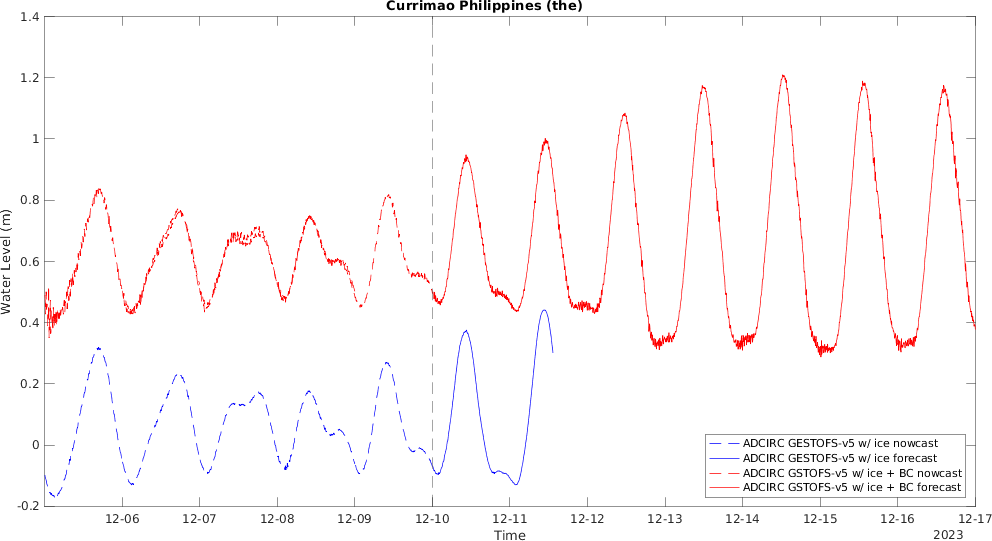 Currimao Philippines (the)
1.4
1.2
1
0.8
0.6
0.4
0.2
0
-0.2
Water Level (m)
ADCIRC GESTOFS-v5 w/ ice nowcast
ADCIRC GESTOFS-v5 w/ ice forecast
ADCIRC GSTOFS-v5 w/ ice + BC nowcast
ADCIRC GSTOFS-v5 w/ ice + BC forecast
12-06 12-07 12-08 12-09 12-10 12-11 12-12 12-13 12-14 12-15 12-16 12-17
Time
2023